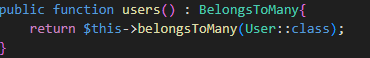 public function users() : BelongsToMany{
    return $this->belongsToMany(User::class);
}